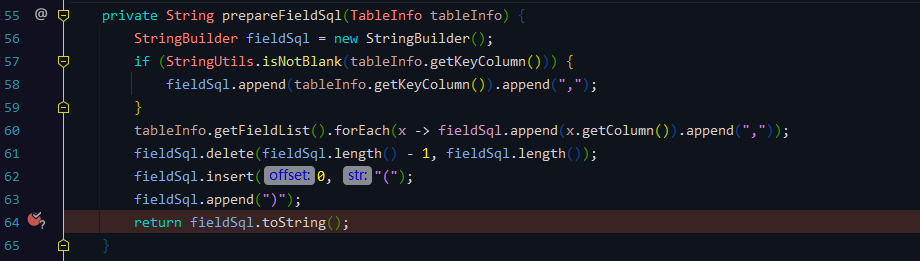 55 @ private String prepareFieldSql(TableInfo tableInfo) {
56 StringBuilder fieldSql = new StringBuilder();
57 if (StringUtils.isNotBlank(tableInfo.getKeyColumn())) {
58 fieldSql.append(tableInfo.getKeyColumn()).append(",");
59 }
60 tableInfo.getFieldList().forEach(x -> fieldSql.append(x.getColumn()).append(","));
61 fieldSql.delete(fieldSql.length() - 1, fieldSql.length());
62 fieldSql.insert( offset: 0, str: "(");
63 fieldSql.append(")");
64 ? return fieldSql.toString();
65 }